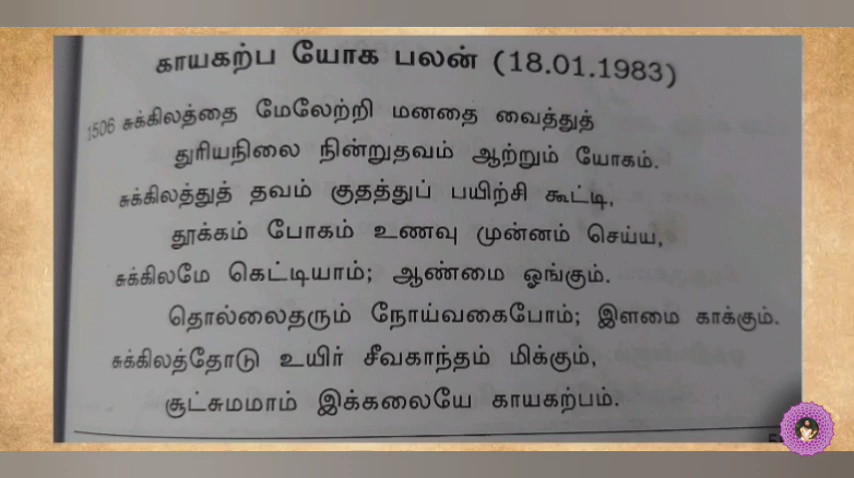 காயகற்ப யோக பலன் (18.01.1983)
1506 சுக்கிலத்தை மேலேற்றி மனதை வைத்துத்
துரியநிலை நின்றுதவம் ஆற்றும் யோகம்.
சுக்கிலத்துத் தவம் குதத்துப் பயிற்சி கூட்டி,
தூக்கம் போகம் உணவு முன்னம் செய்ய,
சுக்கிலமே கெட்டியாம்; ஆண்மை ஓங்கும்.
தொல்லைதரும் நோய்வகைபோம்; இளமை காக்கும்.
சுக்கிலத்தோடு உயிர் சீவகாந்தம் மிக்கும்,
சூட்சுமமாம் இக்கலையே காயகற்பம்.